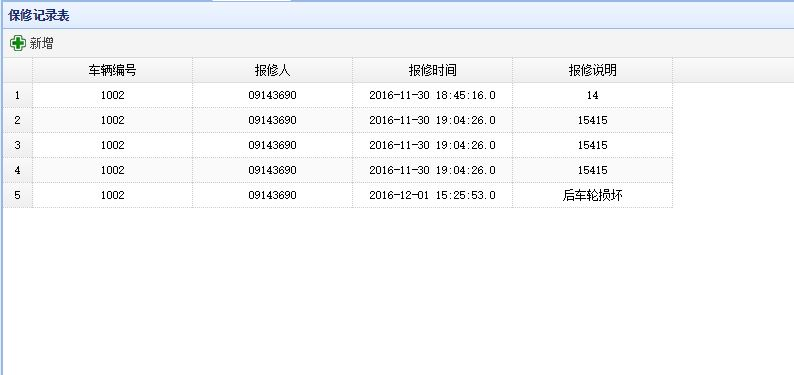 保修记录表
新增
车辆编号 报修人 报修时间 报修说明
1 1002 09143690 2016-11-30 18:45:16.0 14
2 1002 09143690 2016-11-30 19:04:26.0 15415
3 1002 09143690 2016-11-30 19:04:26.0 15415
4 1002 09143690 2016-11-30 19:04:26.0 15415
5 1002 09143690 2016-12-01 15:25:53.0 后车轮损坏